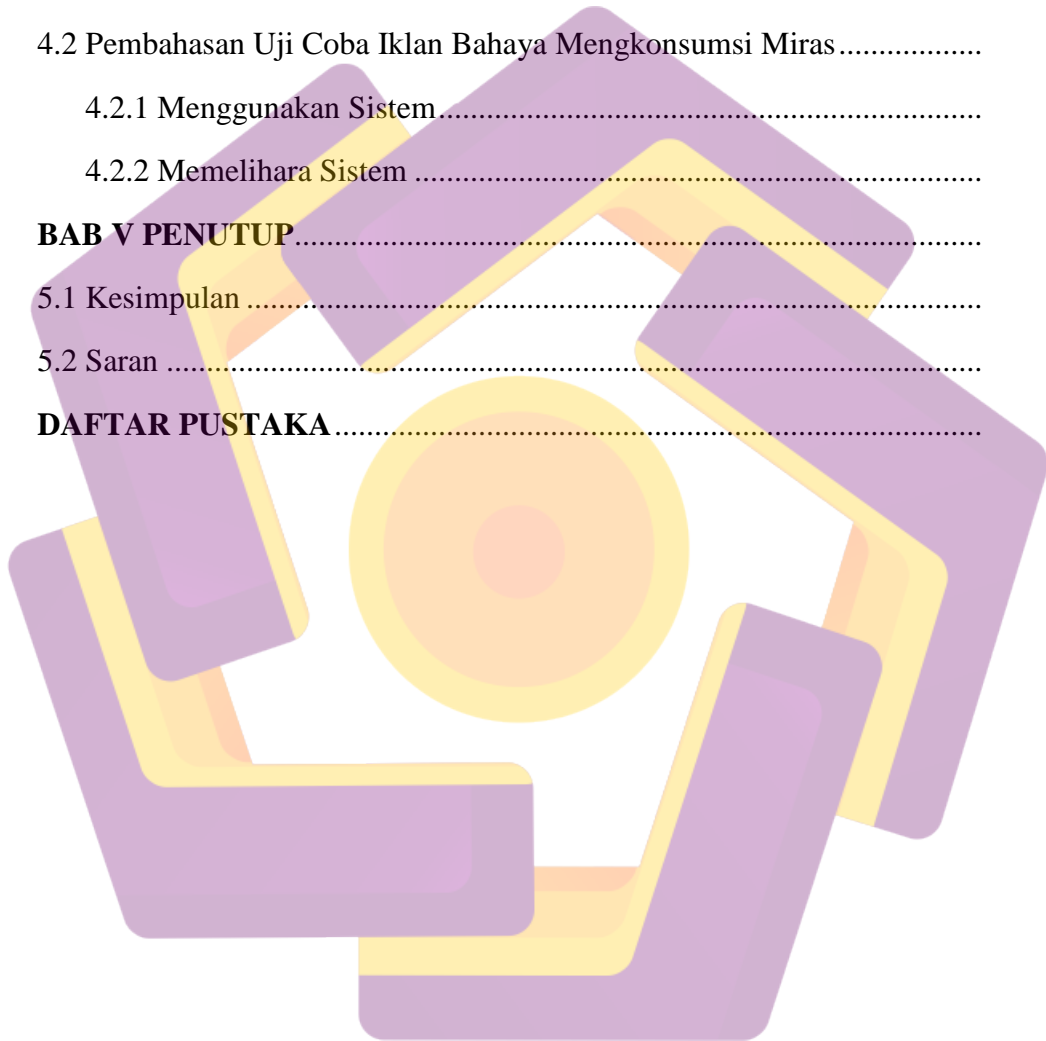 4.2 Pembahasan Uji Coba Iklan Bahaya Mengkonsumsi Miras..................
4.2.1 Menggunakan Sistem....................................................................
4.2.2 Memelihara Sistem ......................................................................
BAB V PENUTUP.....................................................................................
5.1 Kesimpulan ...........................................................................................
5.2 Saran .....................................................................................................
DAFTAR PUSTAKA................................................................................